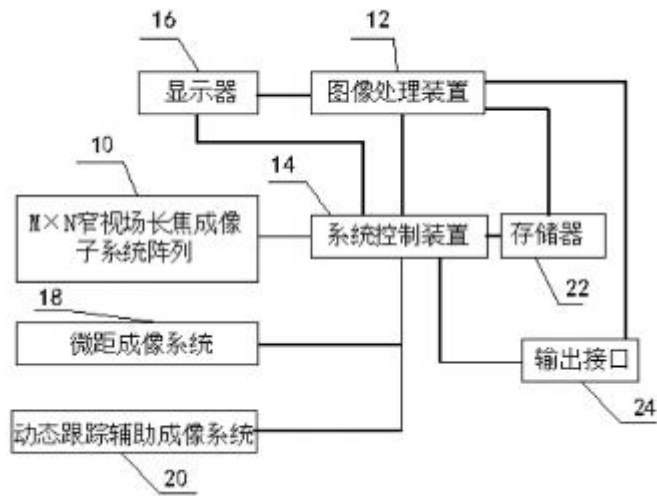 16
12
显示器
图像处理装置
10
14
M×N窄视场长焦成像
子系统阵列
系统控制装置
存储器
18
22
微距成像系统
输出接口
24
动态跟踪辅助成像系统
20